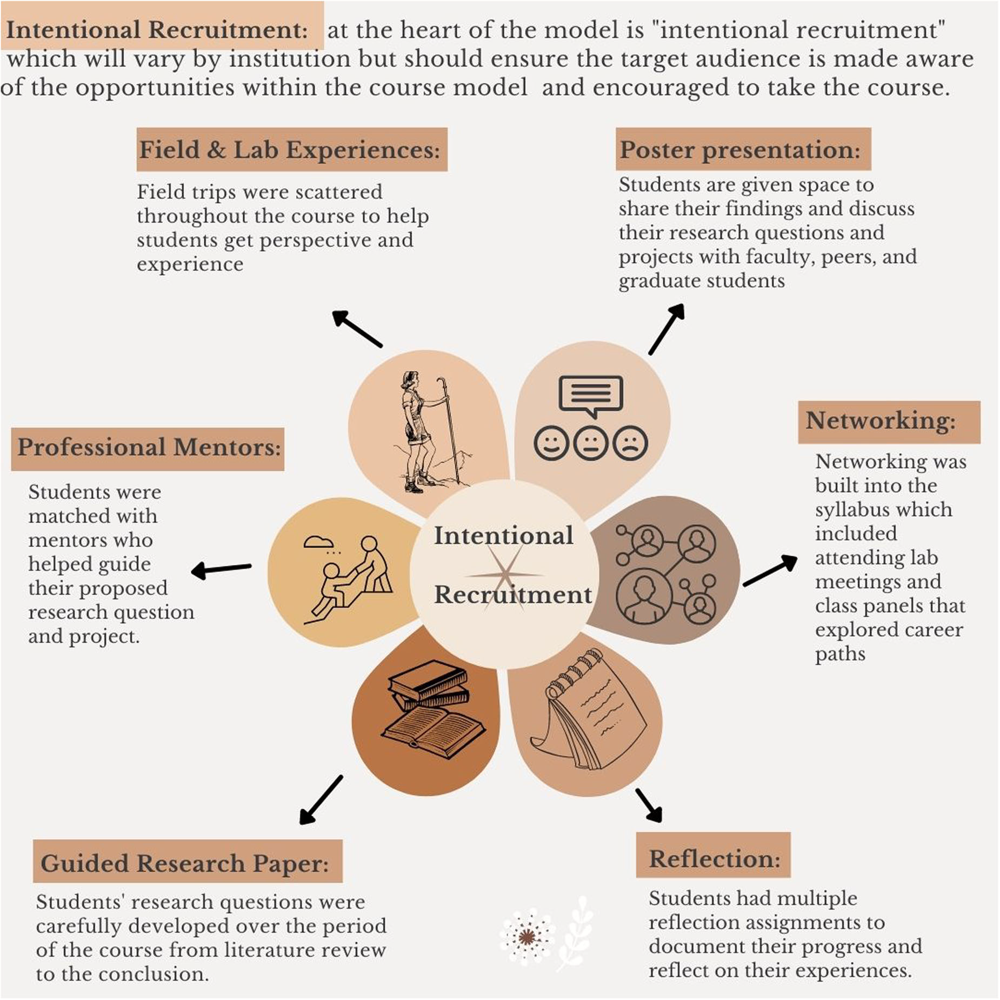 Intentional Recruitment: at the heart of the model is "intentional recruitment"
which will vary by institution but should ensure the target audience is made aware
of the opportunities within the course model and encouraged to take the course.
Field & Lab Experiences:
Field trips were scattered
throughout the course to help
students get perspective and
experience
Poster presentation:
Students are given space to
share their findings and discuss
their research questions and
projects with faculty, peers, and
graduate students
Professional Mentors:
Students were
matched with
mentors who
helped guide
their proposed
research question
and project.
Intentional
Recruitment
Networking:
Networking was
built into the
syllabus which
included
attending lab
meetings and
class panels that
explored career
paths
Guided Research Paper:
Students' research questions were
carefully developed over the period
of the course from literature review
to the conclusion.
Reflection:
Students had multiple
reflection assignments to
document their progress and
reflect on their experiences.